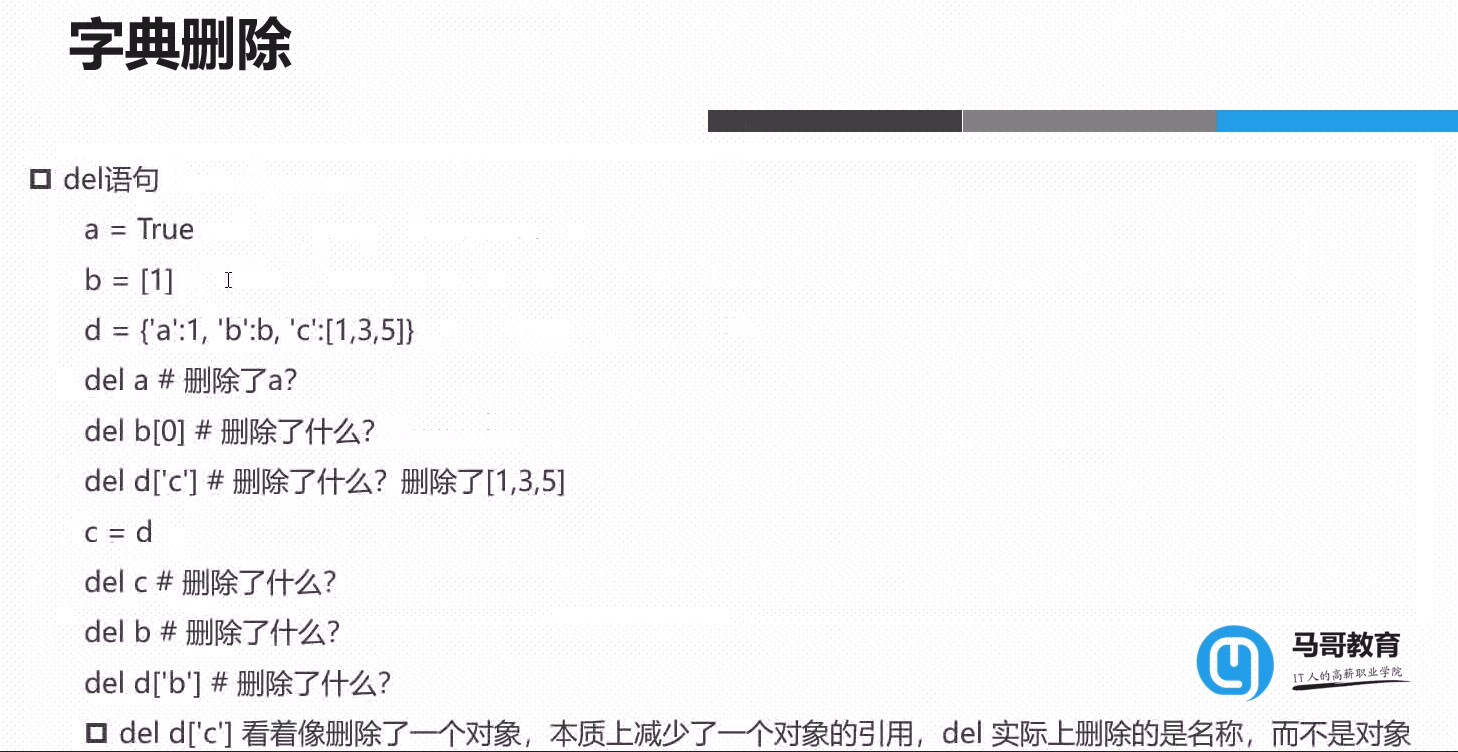 字典删除
del语句
a = True
b = [1]
d = {'a':1, 'b':b, 'c':[1,3,5]}
del a # 删除了a？
del b[0] # 删除了什么？
del d['c'] # 删除了什么？删除了[1,3,5]
c = d
del c # 删除了什么？
del b # 删除了什么？
del d['b'] # 删除了什么？
马哥教育
IT人的高薪职业学院
del d['c'] 看着像删除了一个对象，本质上减少了一个对象的引用，del 实际上删除的是名称，而不是对象